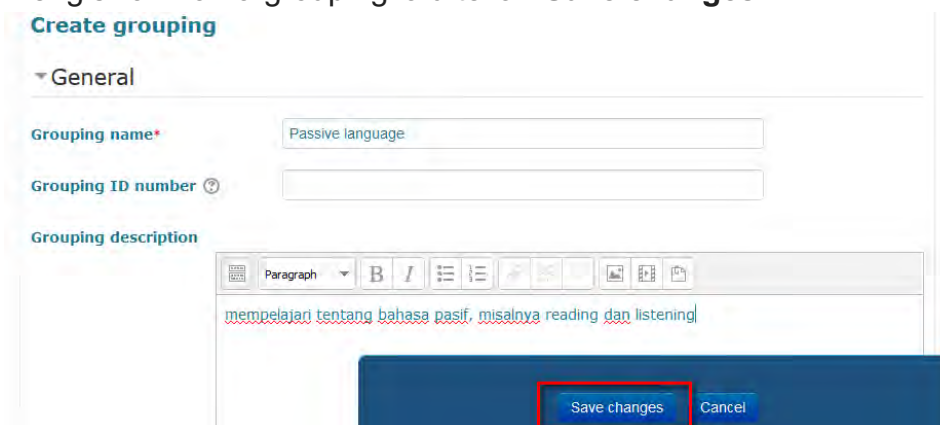 Create grouping
General
Grouping name*
Passive language
Grouping ID number
Grouping description
Paragraph
B I
mempelajari tentang bahasa pasif, misalnya reading dan listening
Save changes Cancel